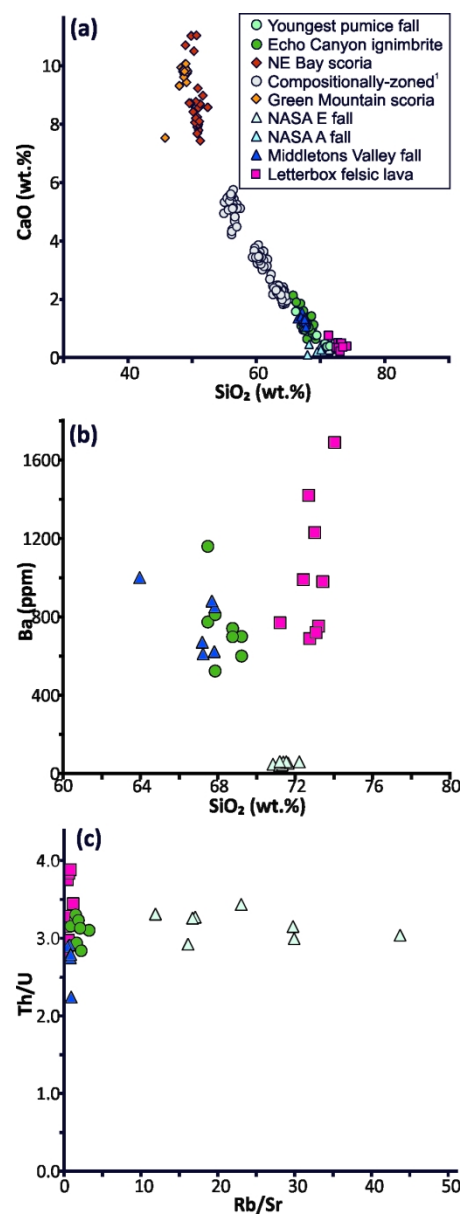 (a)
Youngest pumice fall
Echo Canyon ignimbrite
NE Bay scoria
Compositionally-zoned¹
Green Mountain scoria
NASA E fall
NASA A fall
Middletons Valley fall
Letterbox felsic lava
CaO (wt.%)
10
8
6
4
2
0
40
60
80
SiO₂ (wt.%)
(b)
Ba (ppm)
1600
1200
800
400
0
60
64
68
72
76
80
SiO₂ (wt.%)
(c)
Th/U
4.0
3.0
2.0
1.0
0.0
0
10
20
30
40
50
Rb/Sr